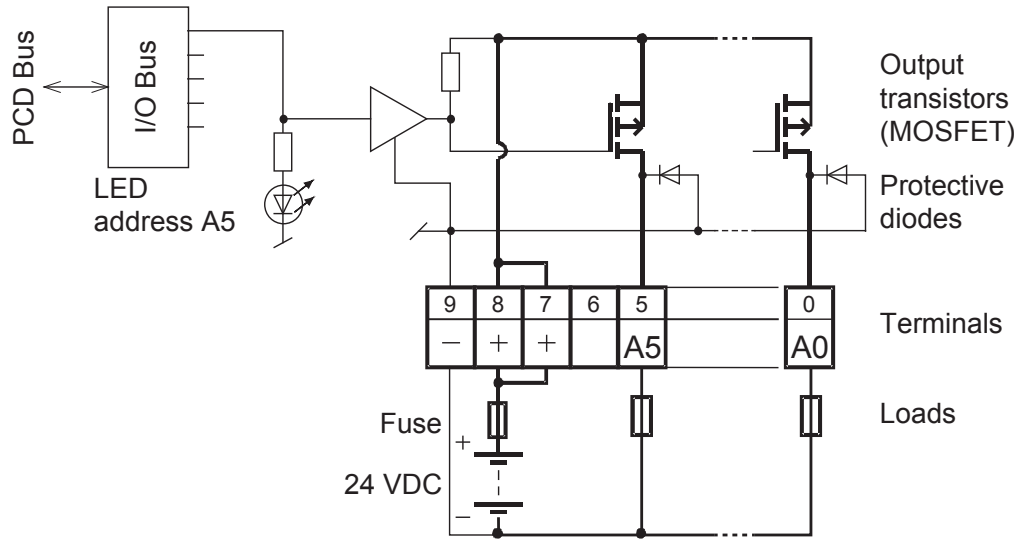 PCD Bus
I/O Bus
LED
address A5
Output
transistors
(MOSFET)
Protective
diodes
9 8 7 6 5 0
− + + A5 A0
Terminals
Fuse
Loads
+
24 VDC
−